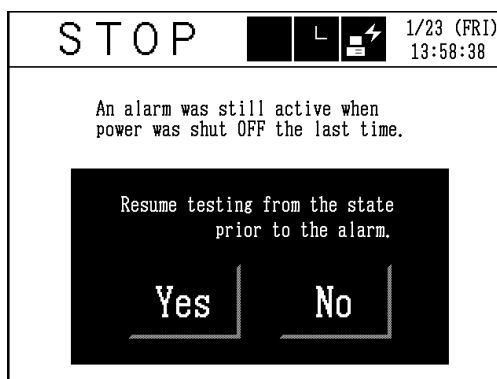 STOP
1/23 (FRI)
13:58:38
An alarm was still active when
power was shut OFF the last time.
Resume testing from the state
prior to the alarm.
Yes
No